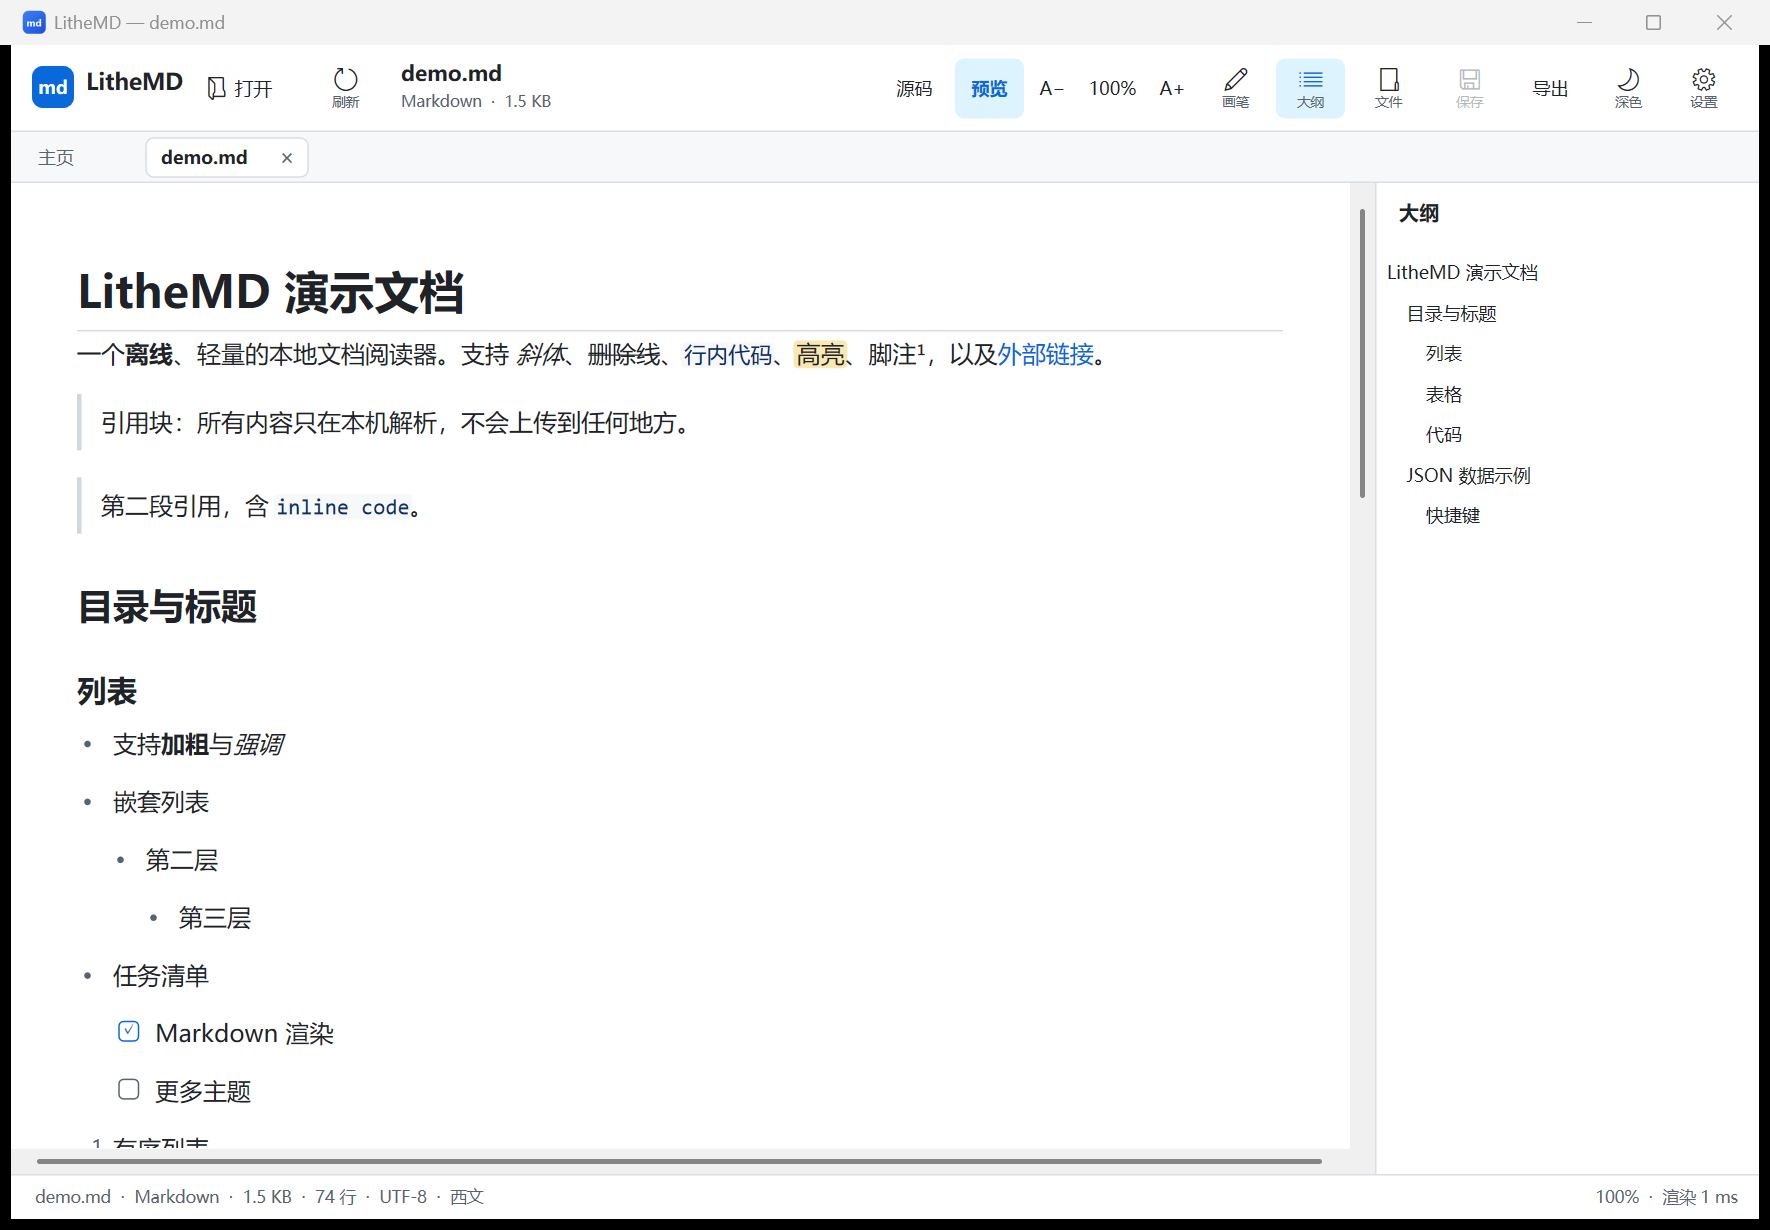 md LitheMD — demo.md
md LitheMD 打开 刷新 demo.md
Markdown · 1.5 KB
源码 预览 A− 100% A+ 画笔 大纲 文件 保存 导出 深色 设置
主页 demo.md ×
LitheMD 演示文档
一个离线、轻量的本地文档阅读器。支持 斜体、删除线、行内代码、高亮、脚注¹，以及外部链接。
引用块：所有内容只在本机解析，不会上传到任何地方。
第二段引用，含 inline code。
目录与标题
列表
• 支持加粗与强调
• 嵌套列表
• 第二层
• 第三层
• 任务清单
Markdown 渲染
更多主题
1 有序列表
大纲
LitheMD 演示文档
目录与标题
列表
表格
代码
JSON 数据示例
快捷键
demo.md · Markdown · 1.5 KB · 74 行 · UTF-8 · 西文
100% · 渲染 1 ms